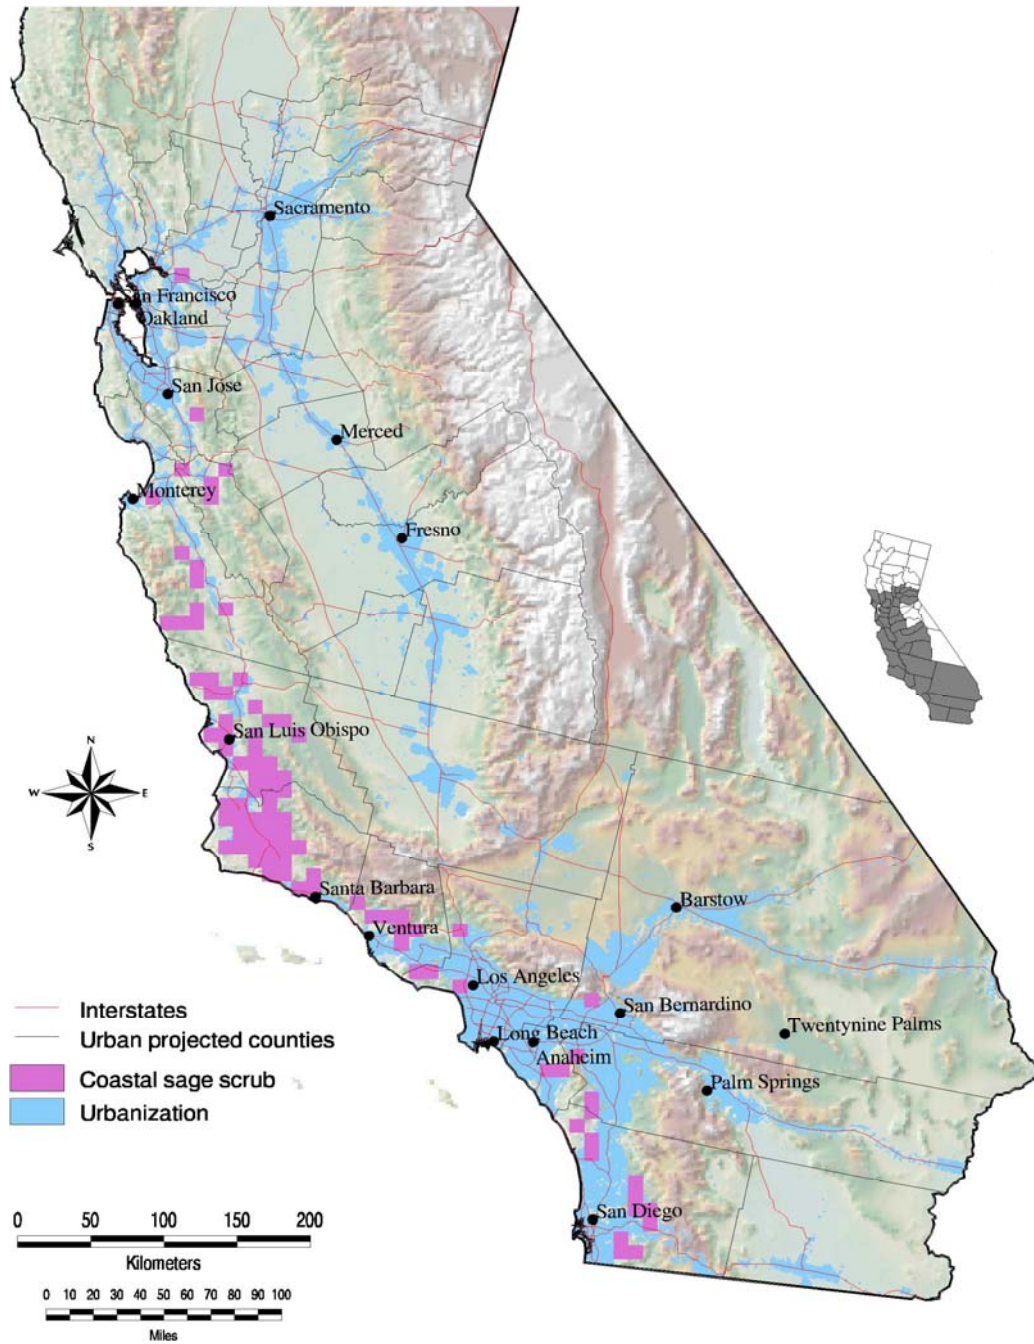 Sacramento
San Francisco
Oakland
San Jose
Merced
Monterey
Fresno
San Luis Obispo
N
W
E
S
Santa Barbara
Barstow
Ventura
Los Angeles
San Bernardino
Interstates
Long Beach
Twentynine Palms
Urban projected counties
Anaheim
Coastal sage scrub
Palm Springs
Urbanization
San Diego
0 50 100 150 200
Kilometers
0 10 20 30 40 50 60 70 80 90 100
Miles